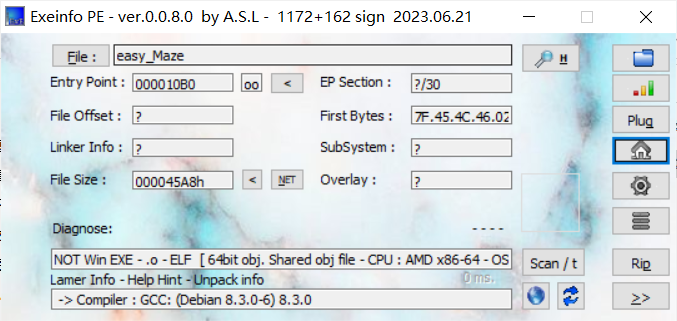 Exeinfo PE - ver.0.0.8.0 by A.S.L - 1172+162 sign 2023.06.21
File : easy_Maze H
Entry Point : 000010B0 oo < EP Section : ?/30
File Offset : ? First Bytes : 7F.45.4C.46.02 Plug
Linker Info : ? SubSystem : ?
File Size : 000045A8h < NET Overlay : ?
Diagnose: ----
NOT Win EXE - .o - ELF [ 64bit obj. Shared obj file - CPU : AMD x86-64 - OS Scan / t Rip
Lamer Info - Help Hint - Unpack info 0 ms.
-> Compiler : GCC: (Debian 8.3.0-6) 8.3.0 >>